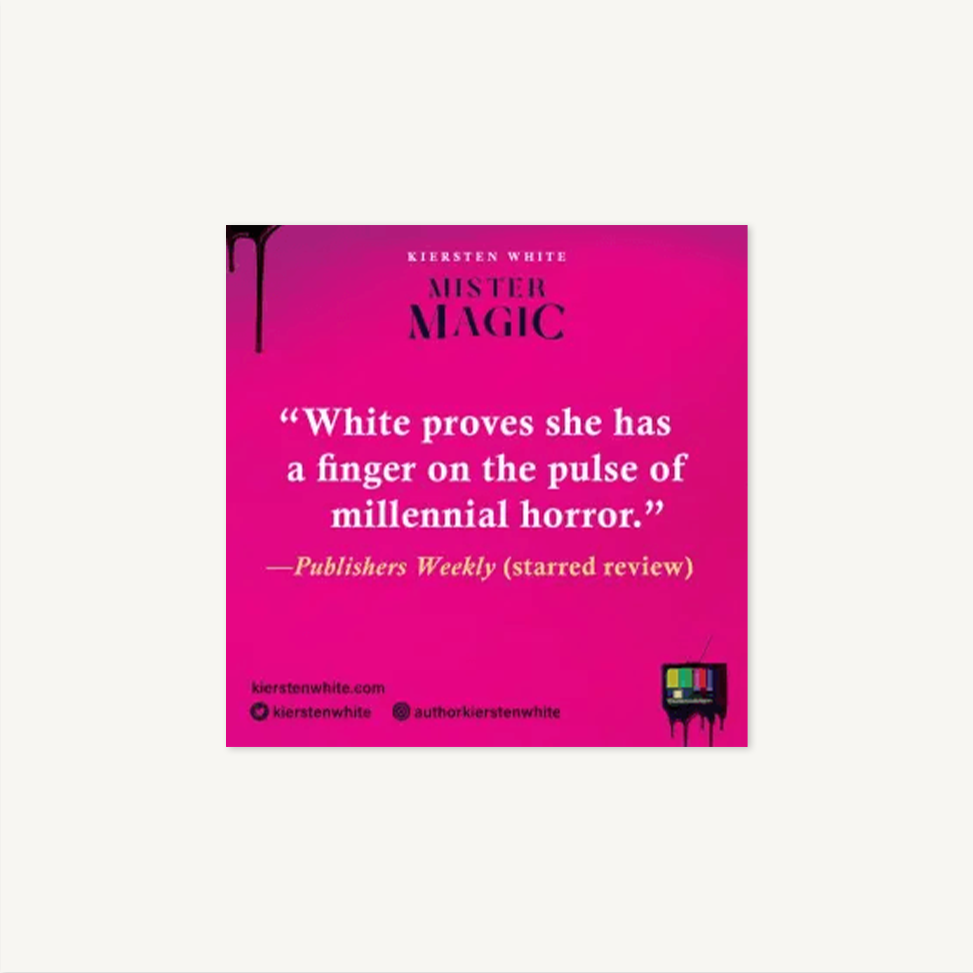 KIERSTEN WHITE
MISTER
MAGIC
“White proves she has
a finger on the pulse of
millennial horror.”
—Publishers Weekly (starred review)
kierstenwhite.com
kierstenwhite authorkierstenwhite